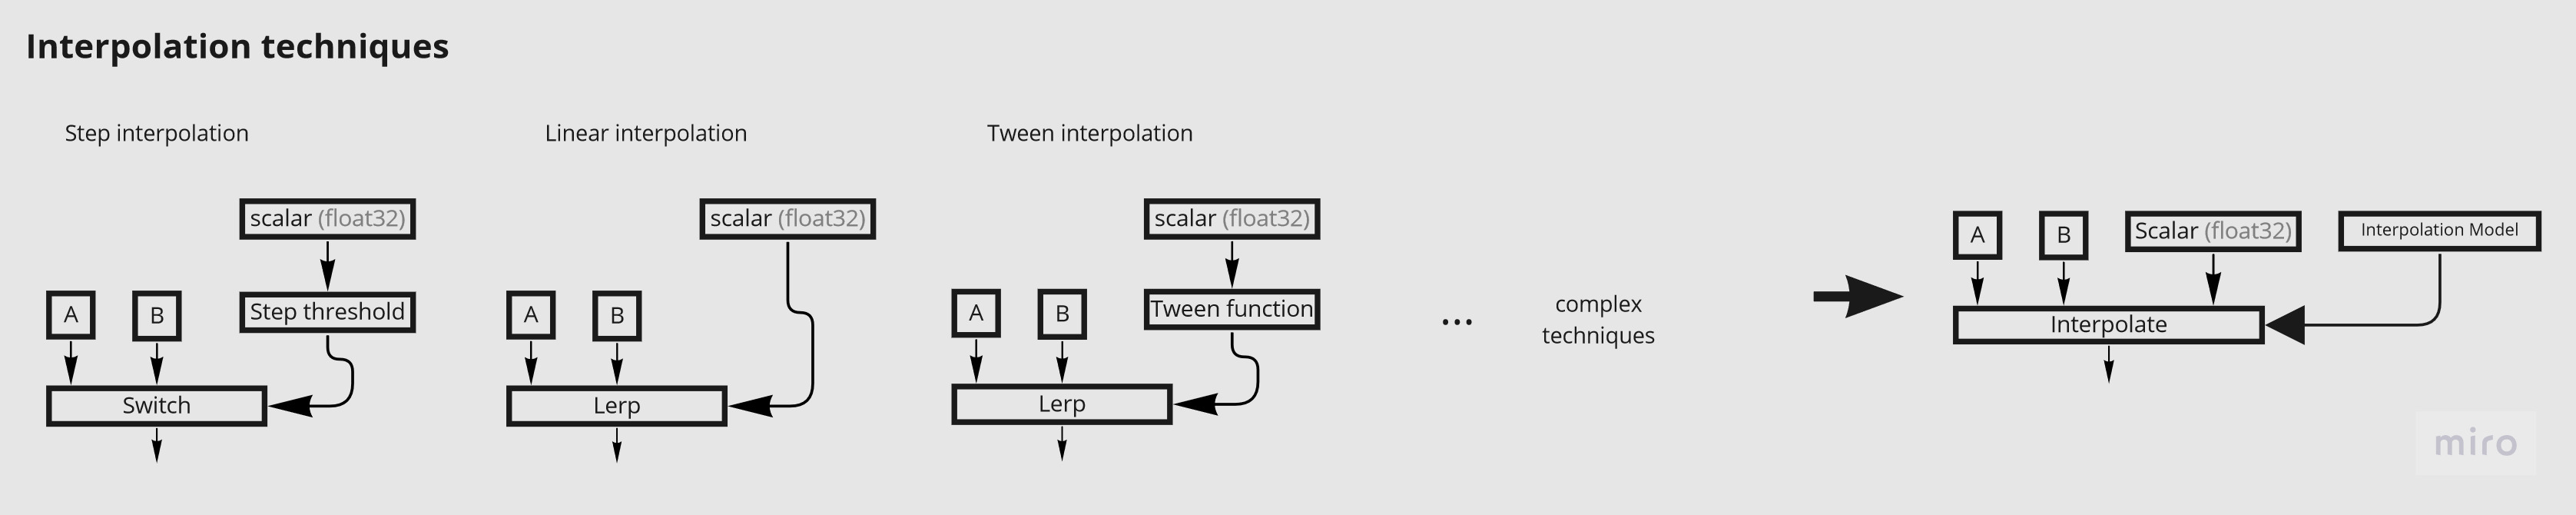 Interpolation techniques
Step interpolation
scalar (float32)
A
B
Step threshold
Switch
Linear interpolation
scalar (float32)
A
B
Lerp
Tween interpolation
scalar (float32)
A
B
Tween function
Lerp
...
complex
techniques
A
B
Scalar (float32)
Interpolation Model
Interpolate
miro